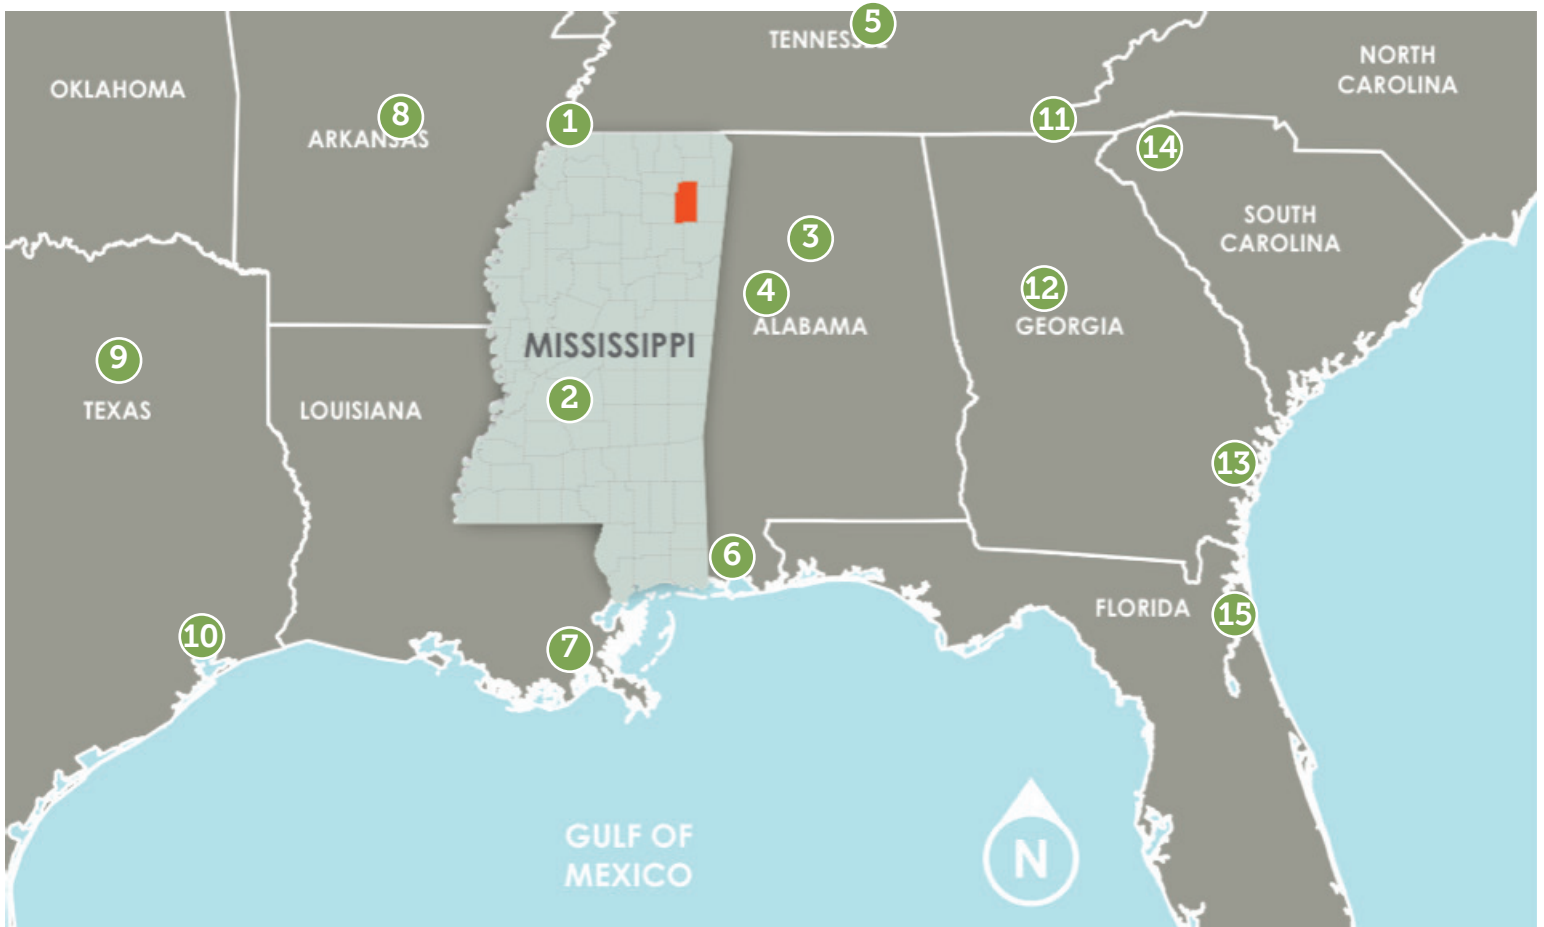 5
TENNESSEE
NORTH
CAROLINA
OKLAHOMA
8
ARKANSAS
1
11
14
SOUTH
CAROLINA
3
4
ALABAMA
12
GEORGIA
MISSISSIPPI
2
9
TEXAS
LOUISIANA
13
6
FLORIDA
15
10
7
GULF OF
MEXICO
N